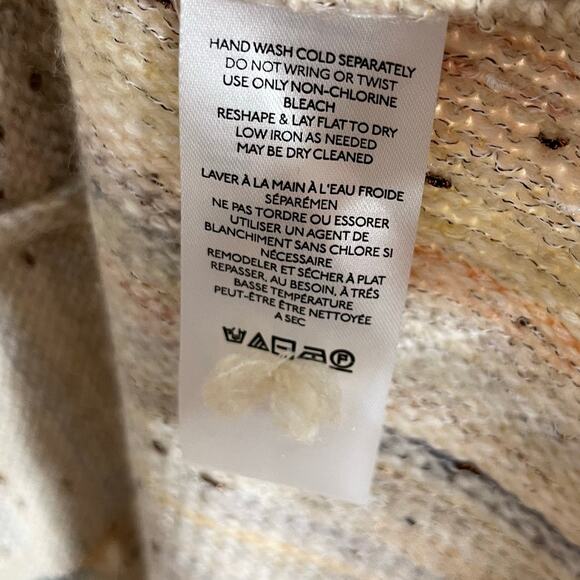 HAND WASH COLD SEPARATELY
DO NOT WRING OR TWIST
USE ONLY NON-CHLORINE
BLEACH
RESHAPE & LAY FLAT TO DRY
LOW IRON AS NEEDED
MAY BE DRY CLEANED
LAVER À LA MAIN À L'EAU FROIDE
SÉPARÉMEN
NE PAS TORDRE OU ESSORER
UTILISER UN AGENT DE
BLANCHIMENT SANS CHLORE SI
NÉCESSAIRE
REMODELER ET SÉCHER À PLAT
REPASSER, AU BESOIN, À TRÉS
BASSE TEMPÉRATURE
PEUT-ÊTRE ÊTRE NETTOYÉE
A SEC
P